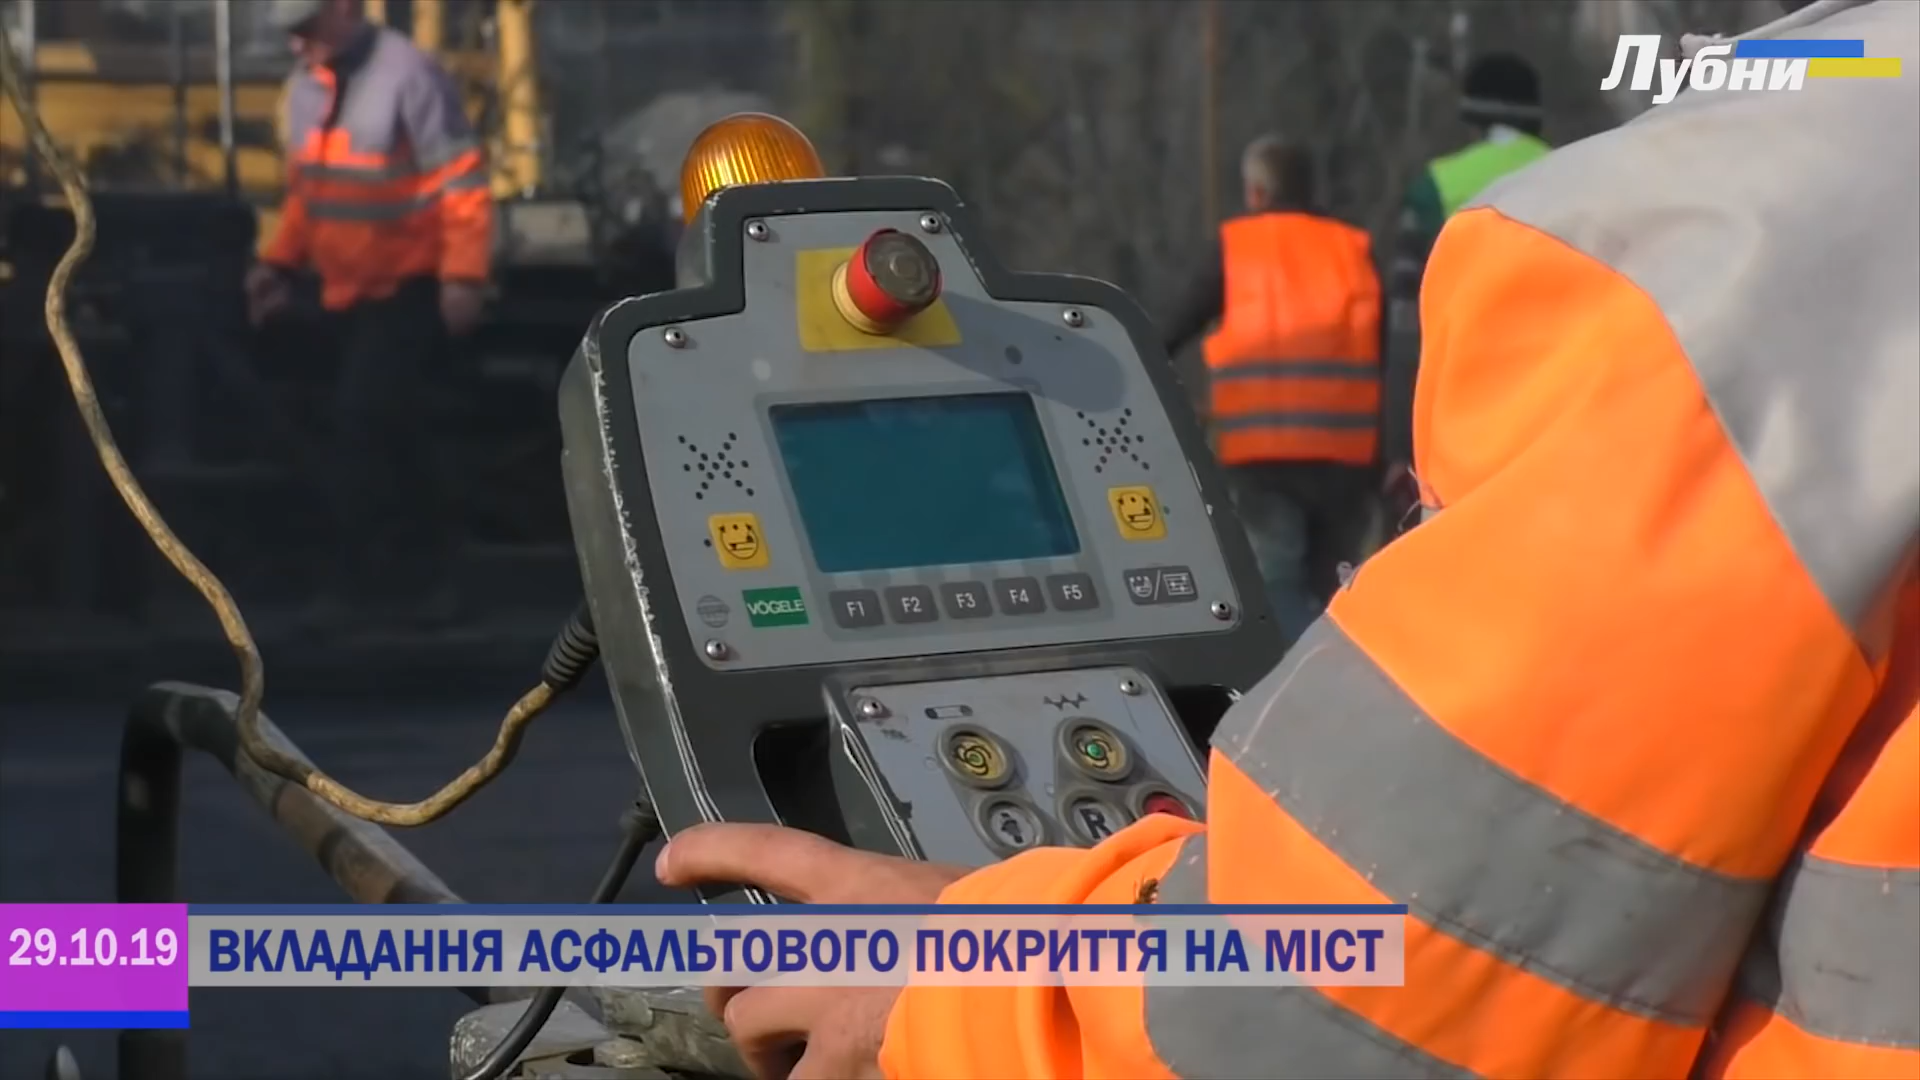 Лубни
VÖGELE
F1 F2 F3 F4 F5
R
29.10.19
ВКЛАДАННЯ АСФАЛЬТОВОГО ПОКРИТТЯ НА МІСТ